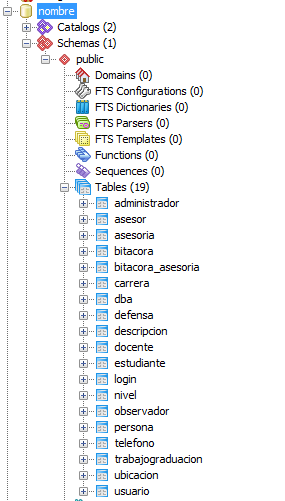 nombre
Catalogs (2)
Schemas (1)
public
Domains (0)
FTS Configurations (0)
FTS Dictionaries (0)
FTS Parsers (0)
FTS Templates (0)
Functions (0)
Sequences (0)
Tables (19)
administrador
asesor
asesoria
bitacora
bitacora_asesoria
carrera
dba
defensa
descripcion
docente
estudiante
login
nivel
observador
persona
telefono
trabajograduacion
ubicacion
usuario